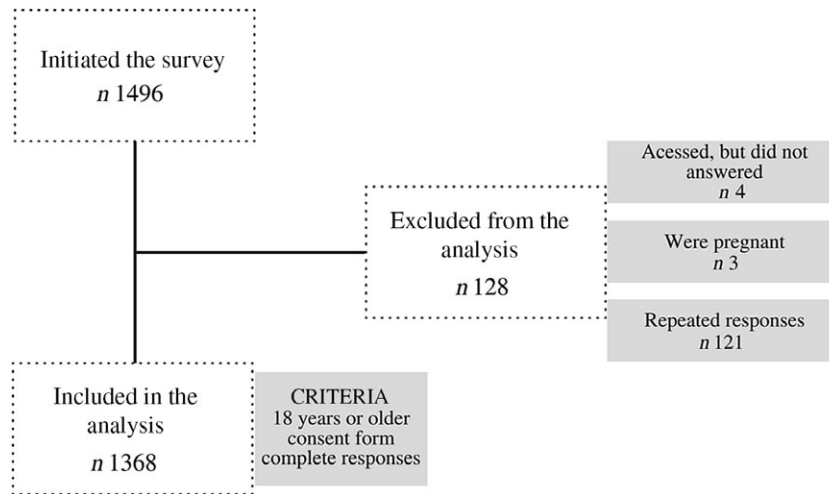 Initiated the survey
n 1496
Acessed, but did not
answered
n 4
Excluded from the
analysis
n 128
Were pregnant
n 3
Repeated responses
n 121
Included in the
analysis
n 1368
CRITERIA
18 years or older
consent form
complete responses